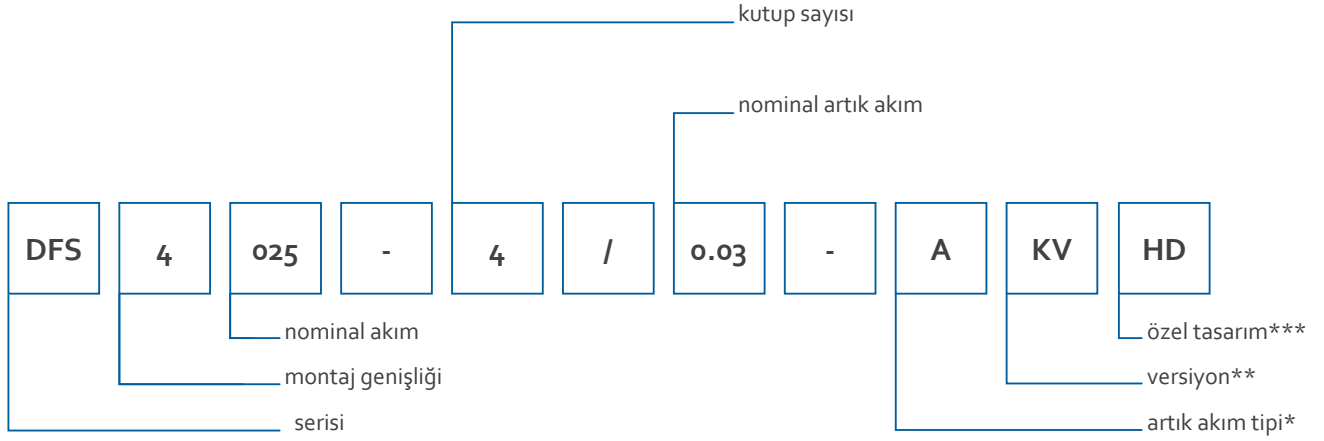 kutup sayısı
nominal artık akım
DFS 4 025 - 4 / 0.03 - A KV HD
nominal akım
özel tasarım***
montaj genişliği
versiyon**
serisi
artık akım tipi*